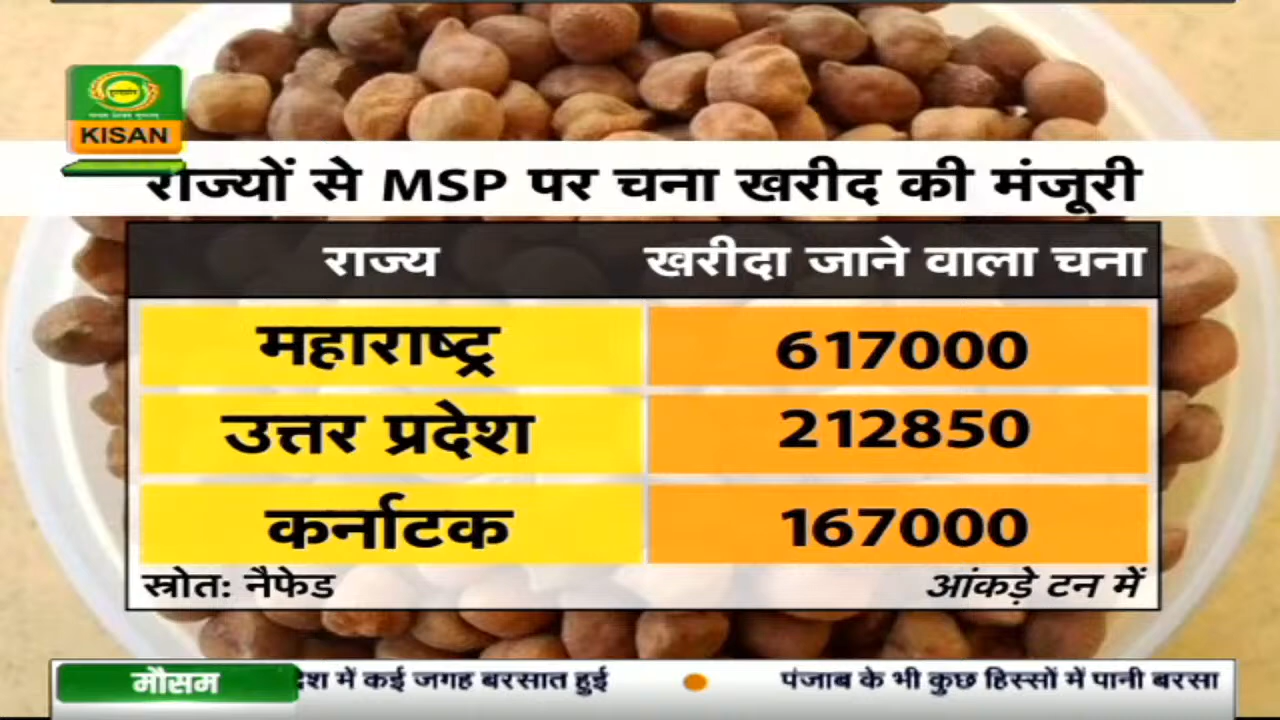 KISAN
राज्यों से MSP पर चना खरीद की मंजूरी
राज्य खरीदा जाने वाला चना
महाराष्ट्र 617000
उत्तर प्रदेश 212850
कर्नाटक 167000
स्रोत: नैफेड आंकड़े टन में
मौसम देश में कई जगह बरसात हुई पंजाब के भी कुछ हिस्सों में पानी बरसा